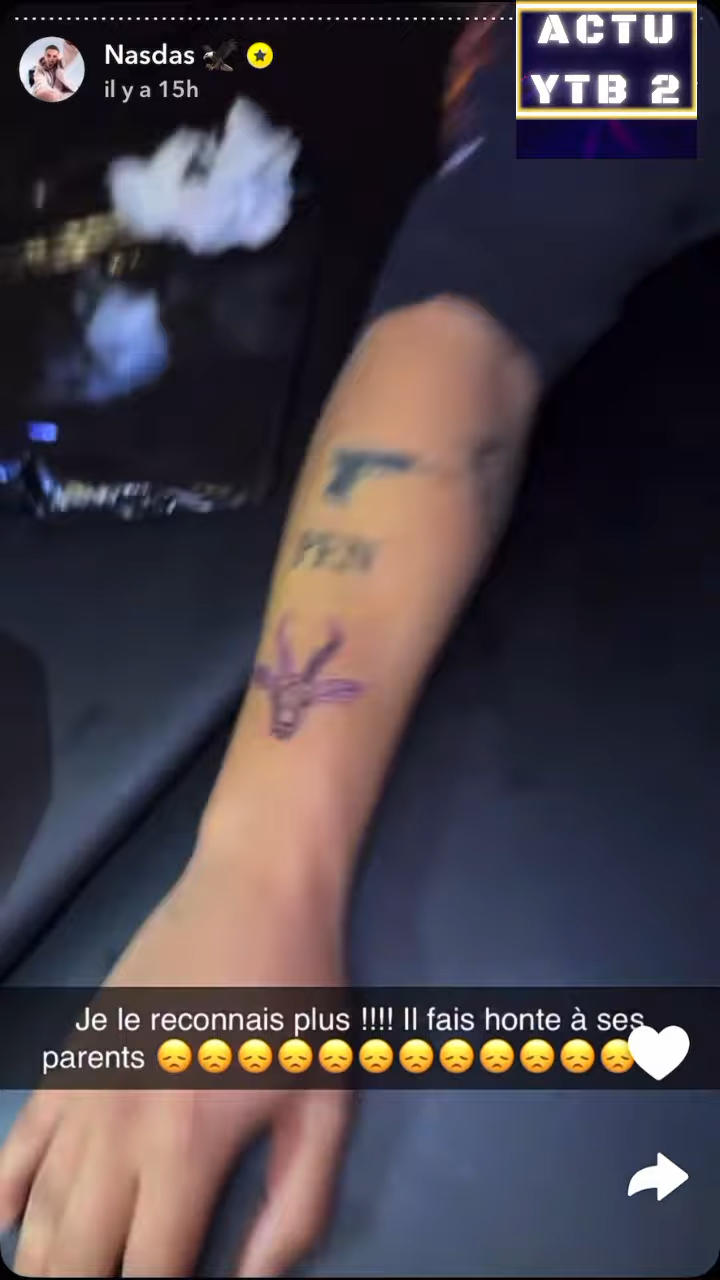 Nasdas 🦅
il y a 15h
ACTU
YTB 2
Je le reconnais plus !!!! Il fais honte à ses
parents 😞😞😞😞😞😞😞😞😞😞😞😞